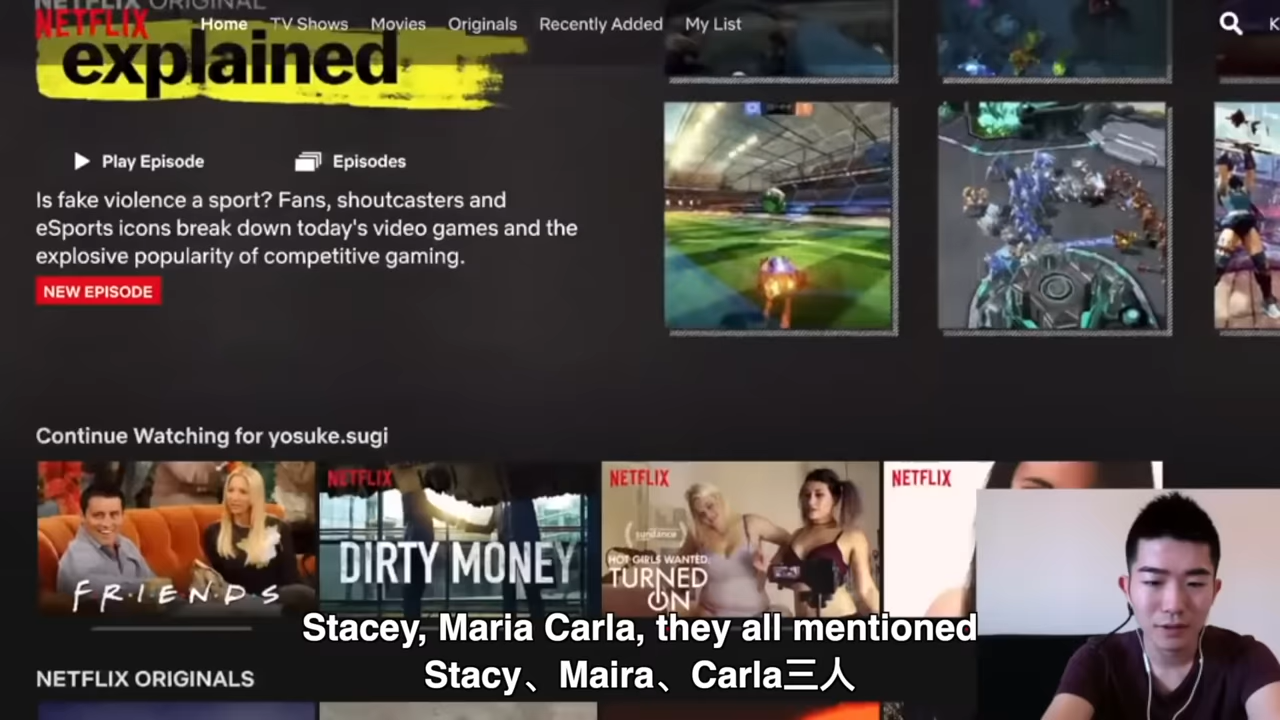 NETFLIX ORIGINAL
NETFLIX Home TV Shows Movies Originals Recently Added My List
explained
Play Episode Episodes
Is fake violence a sport? Fans, shoutcasters and
eSports icons break down today's video games and the
explosive popularity of competitive gaming.
NEW EPISODE
Continue Watching for yosuke.sugi
NETFLIX
NETFLIX
NETFLIX
sundance
F·R·I·E·N·D·S
DIRTY MONEY
HOT GIRLS WANTED:
TURNED
ON
Stacey, Maria Carla, they all mentioned
Stacy、Maira、Carla三人
NETFLIX ORIGINALS